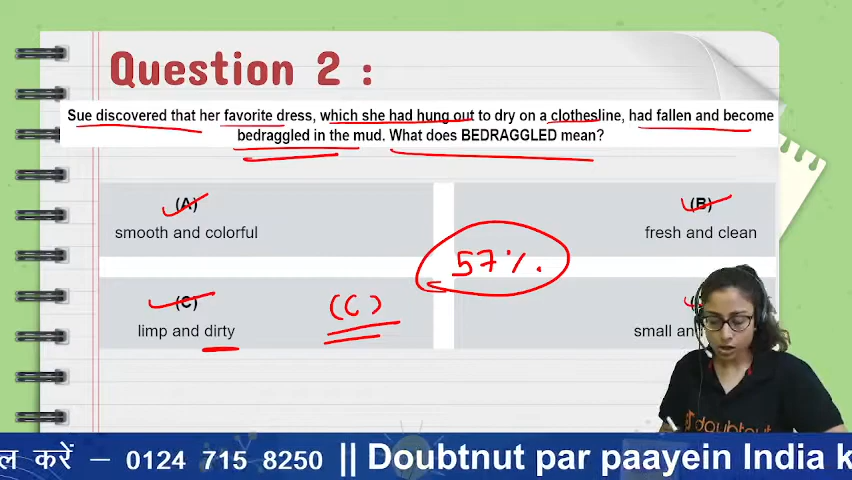 Question 2 :
Sue discovered that her favorite dress, which she had hung out to dry on a clothesline, had fallen and become
bedraggled in the mud. What does BEDRAGGLED mean?
(A)
smooth and colorful
(B)
fresh and clean
57%.
(C)
limp and dirty
(C)
small an
doubtnut
ल करें – 0124 715 8250 || Doubtnut par paayein India k